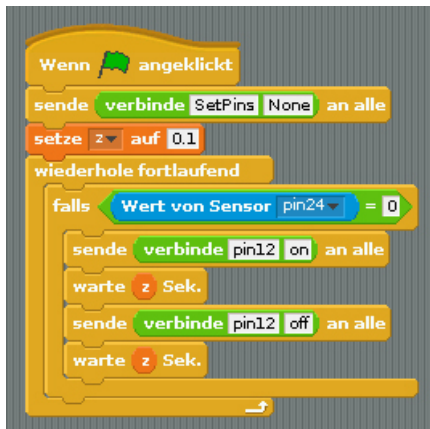 Wenn angeklickt
sende verbinde SetPins None an alle
setze z auf 0.1
wiederhole fortlaufend
falls Wert von Sensor pin24 = 0
sende verbinde pin12 on an alle
warte z Sek.
sende verbinde pin12 off an alle
warte z Sek.